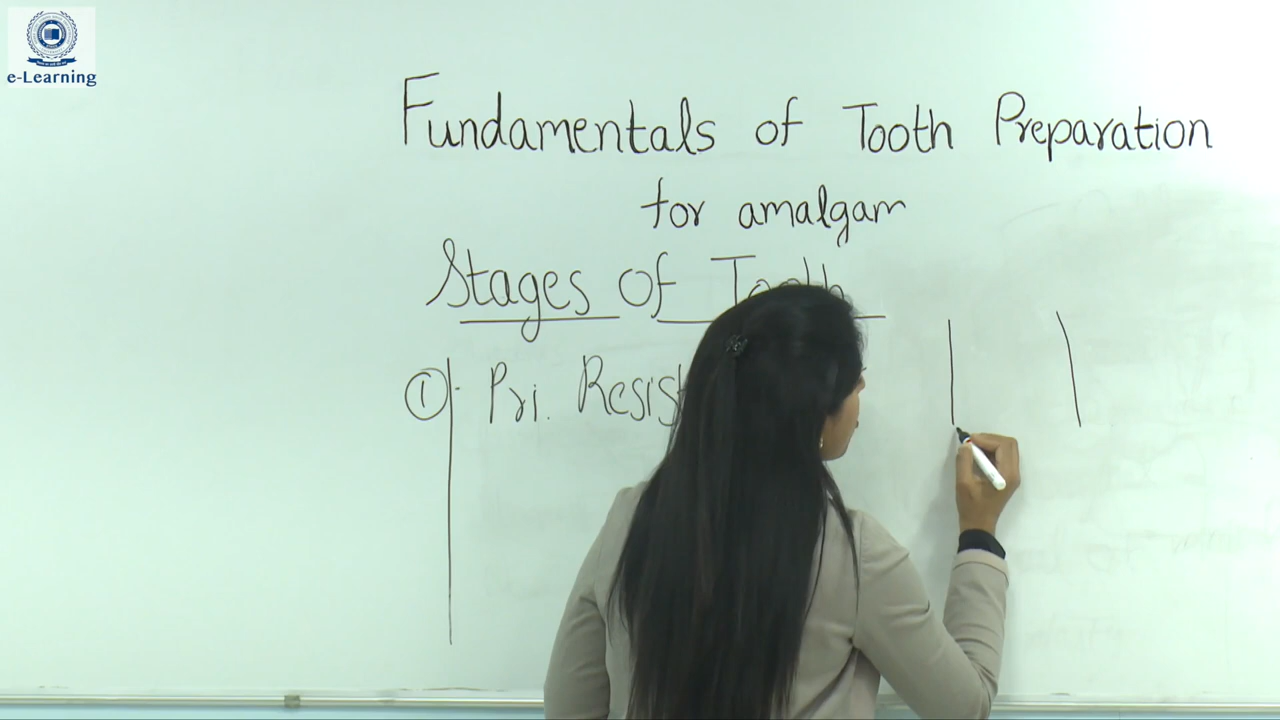 e-Learning
Fundamentals of Tooth Preparation
for amalgam
Stages of Tooth
① Pri. Resist